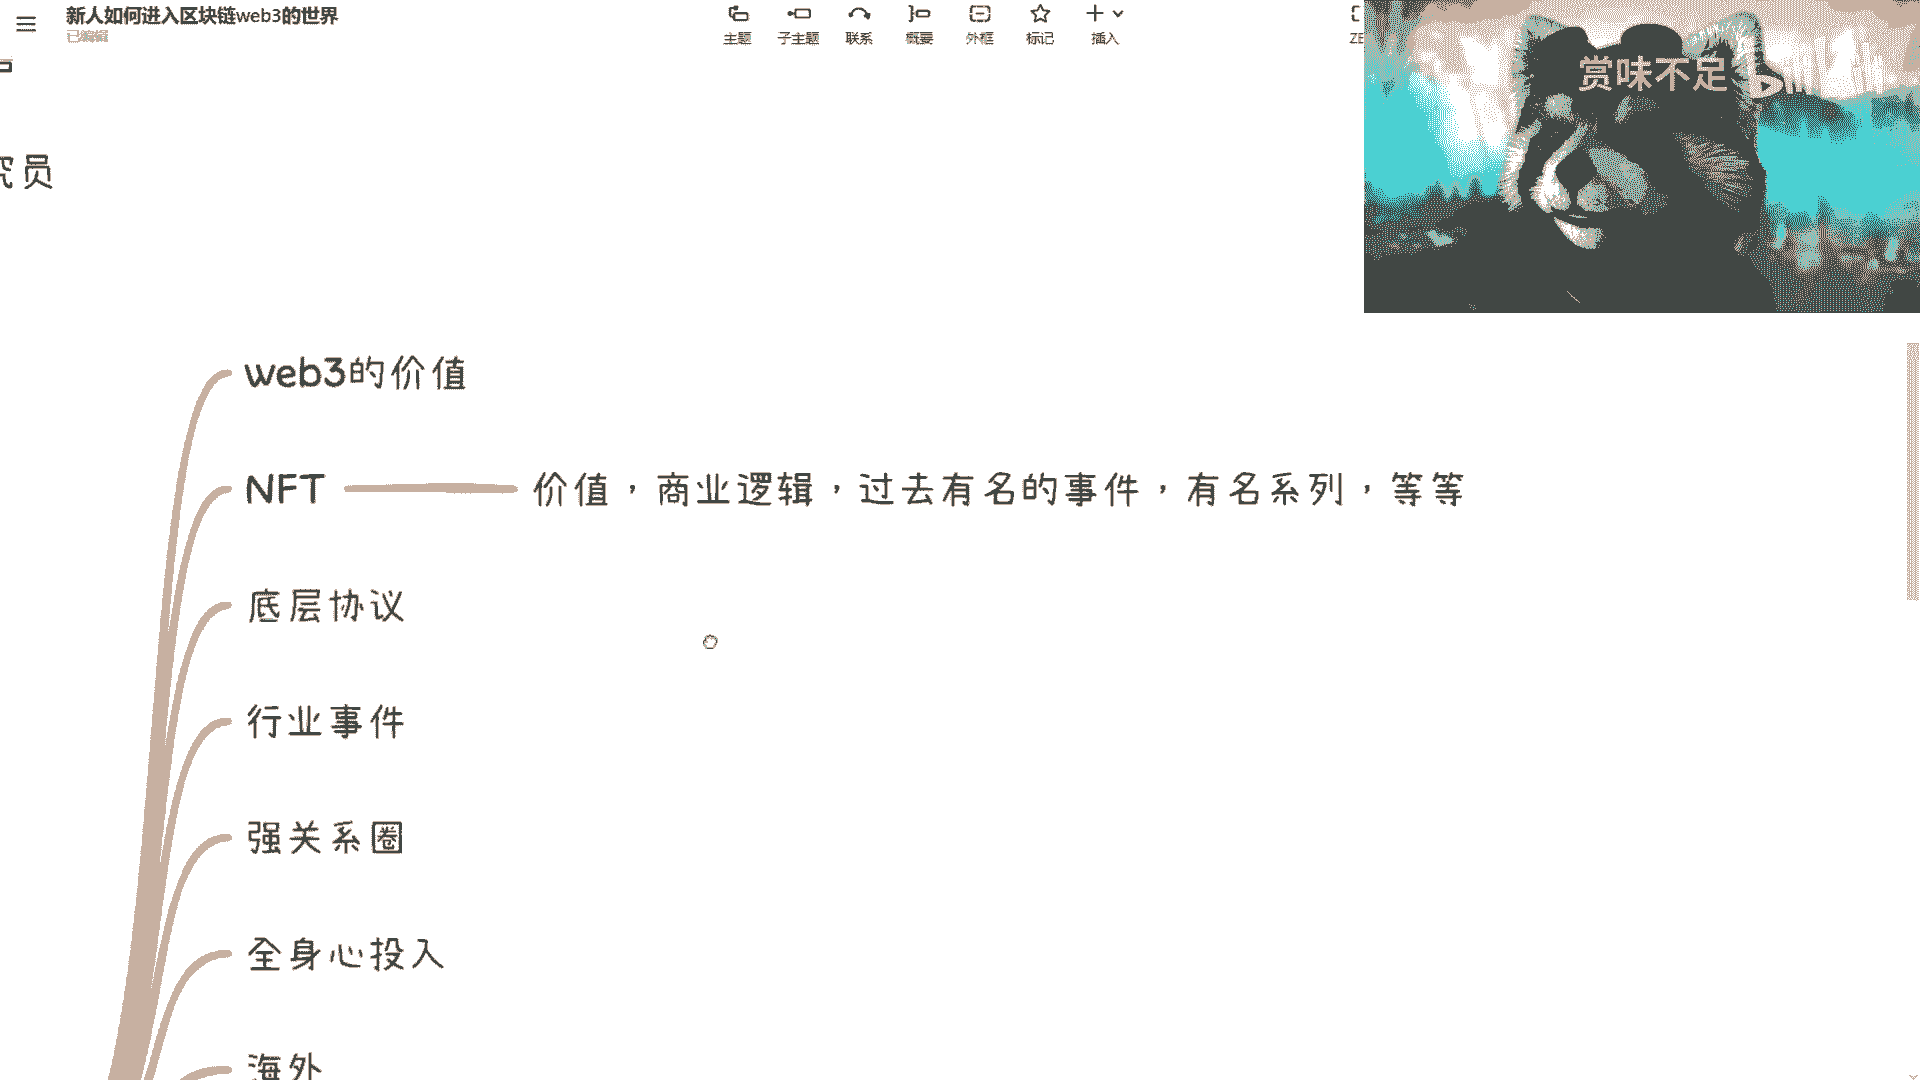 新人如何进入区块链web3的世界
已编辑
主题
子主题
联系
概要
外框
标记
插入
赏味不足
究员
web3的价值
NFT
价值，商业逻辑，过去有名的事件，有名系列，等等
底层协议
行业事件
强关系圈
全身心投入
海外